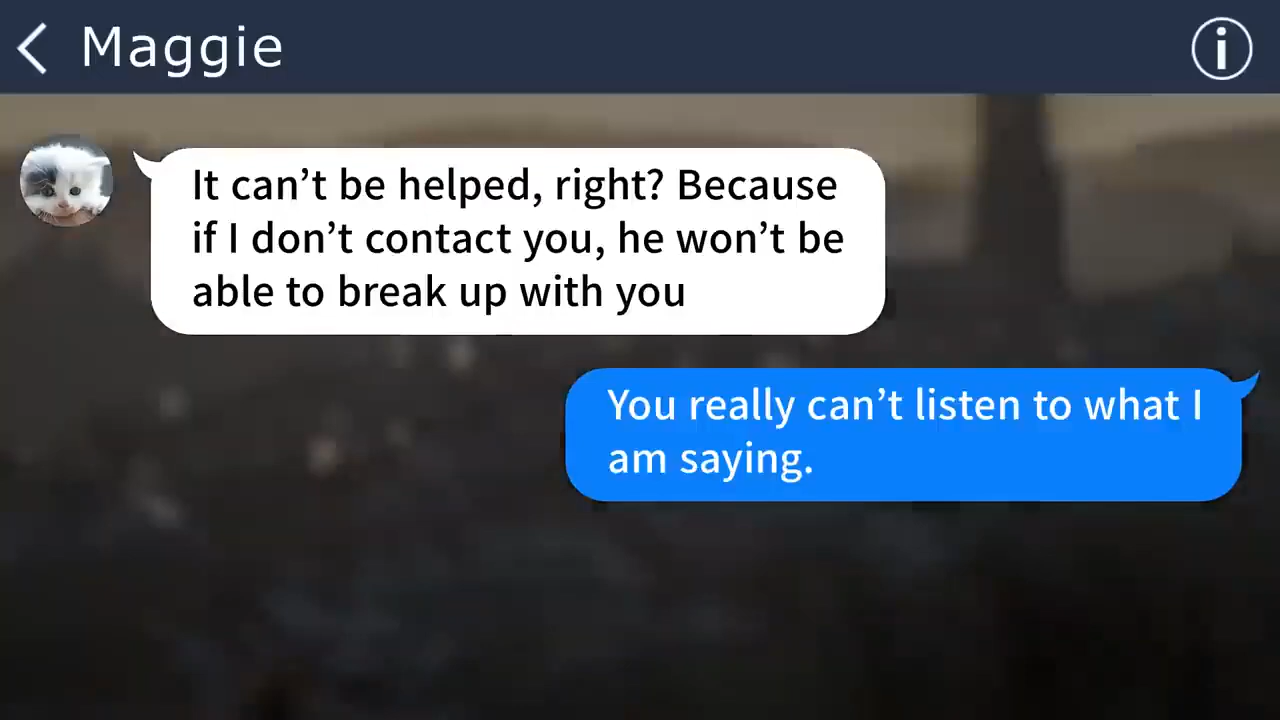 Maggie
It can’t be helped, right? Because
if I don’t contact you, he won’t be
able to break up with you
You really can’t listen to what I
am saying.